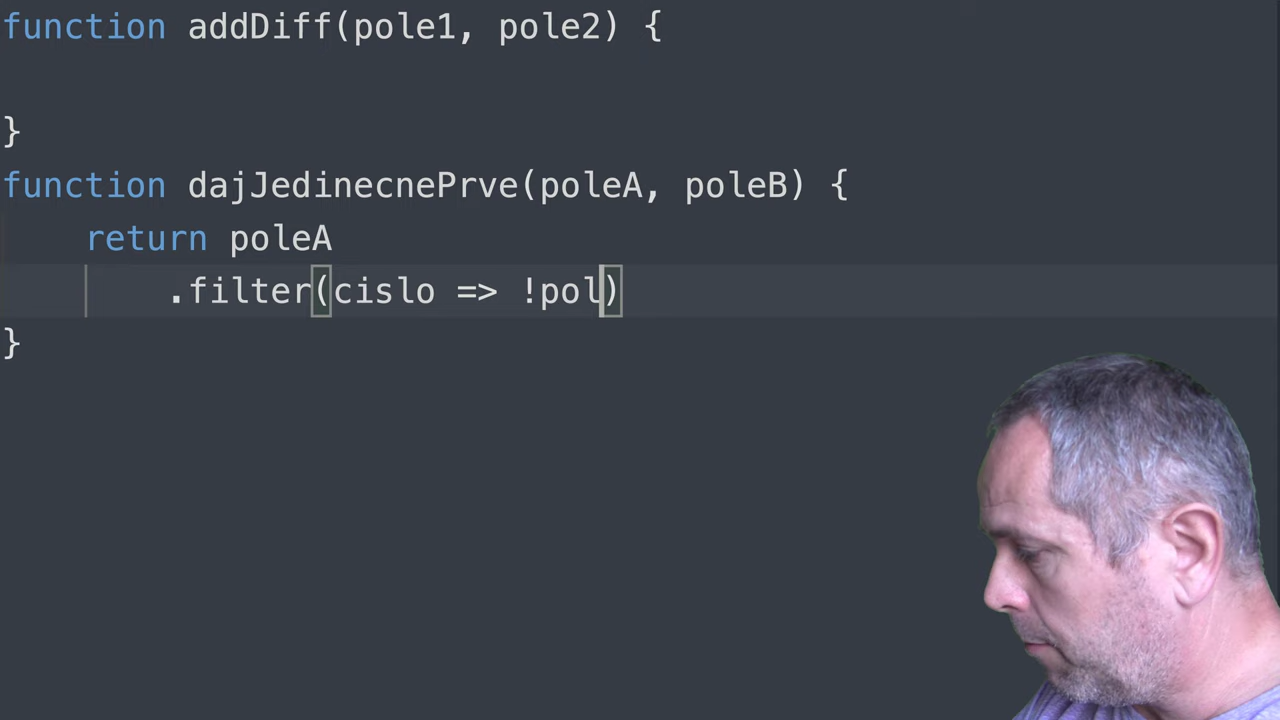 function addDiff(pole1, pole2) {
}
function dajJedinecnePrve(poleA, poleB) {
return poleA
.filter(cislo => !pol)
}